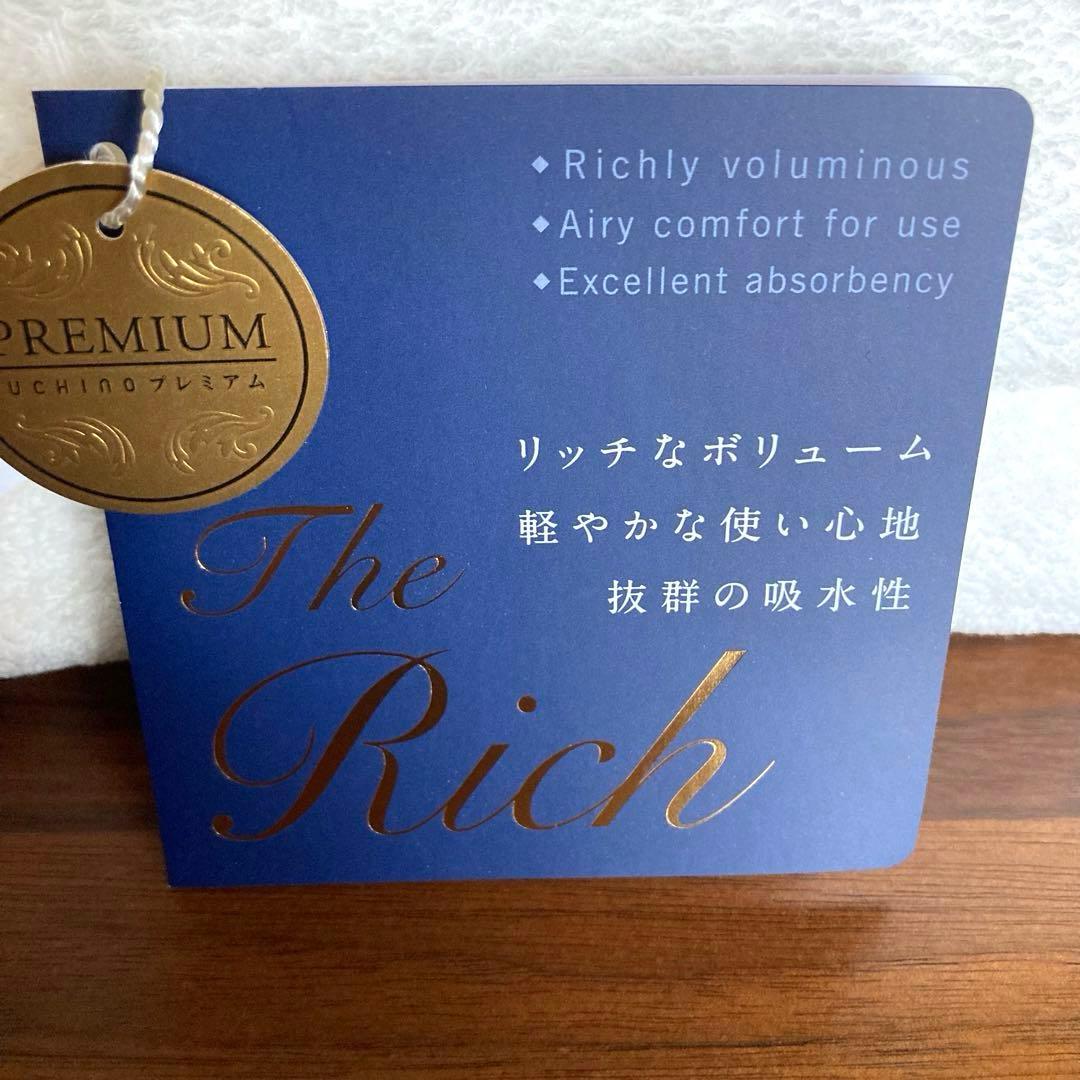 Richly voluminous
Airy comfort for use
Excellent absorbency
PREMIUM
UCHINOプレミアム
リッチなボリューム
軽やかな使い心地
抜群の吸水性
The
Rich